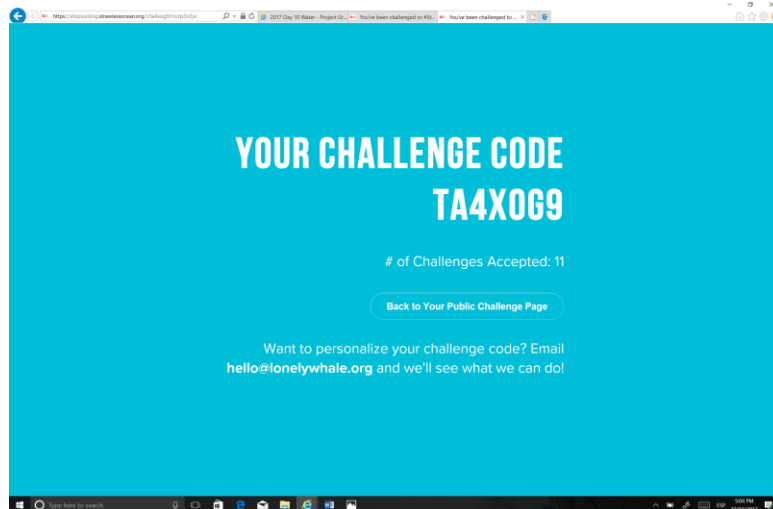 2017 Day 10 Water - Project Gr...
You've been challenged to #St...
You've been challenged to ...
YOUR CHALLENGE CODE
TA4XOG9
# of Challenges Accepted: 11
Back to Your Public Challenge Page
Want to personalize your challenge code? Email
hello@lonelywhale.org and we'll see what we can do!
Type here to search
ESP
5:04 PM